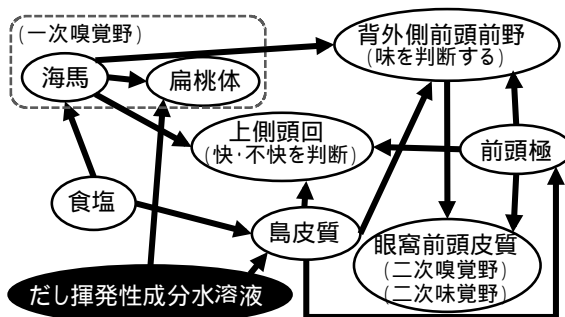 (一次嗅覚野)
海馬
扁桃体
背外側前頭前野
(味を判断する)
上側頭回
(快・不快を判断)
前頭極
食塩
島皮質
眼窩前頭皮質
(二次嗅覚野)
(二次味覚野)
だし揮発性成分水溶液